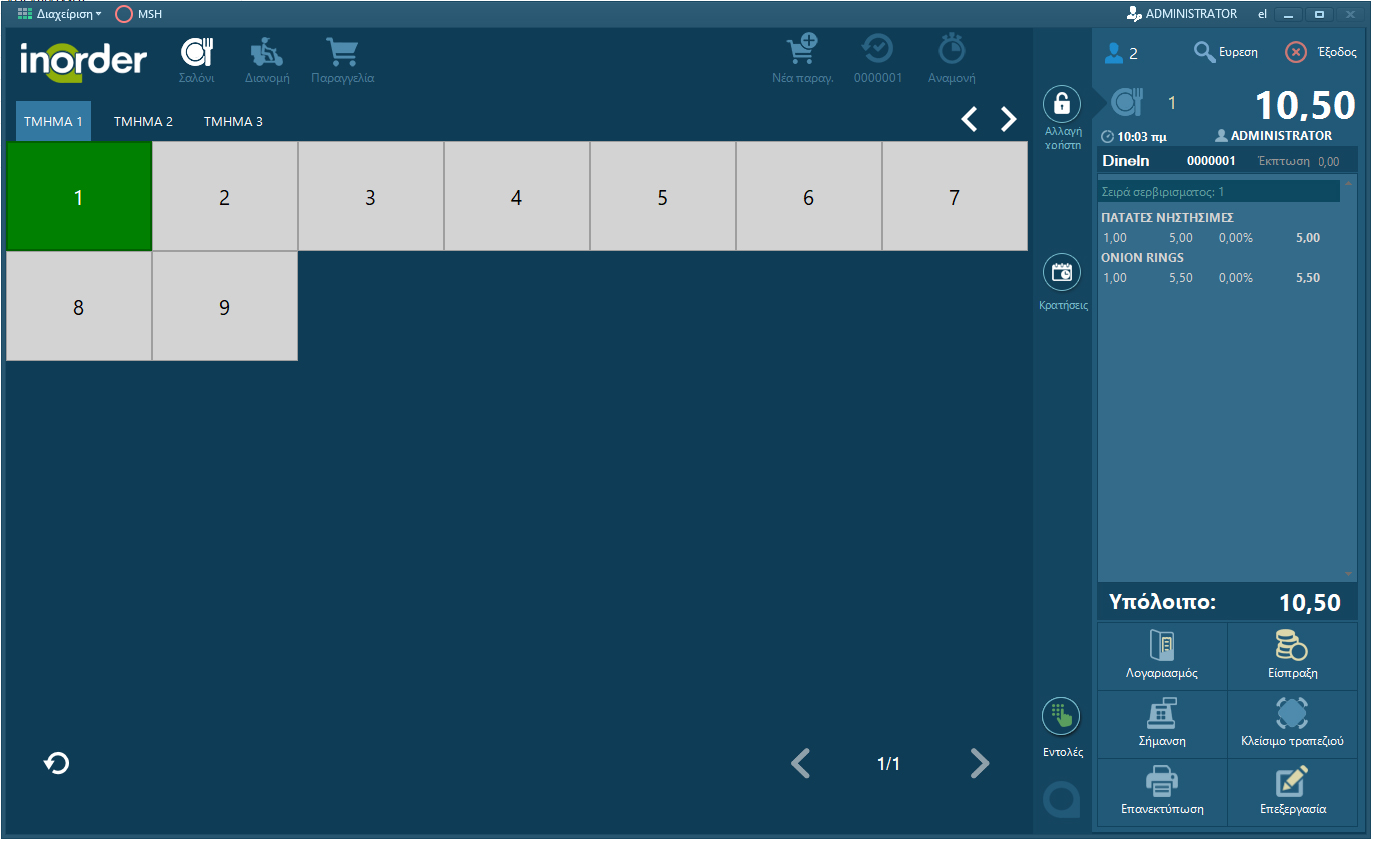 Διαχείριση MSH ADMINISTRATOR el
inorder
Σαλόνι Διανομή Παραγγελία Νέα παραγ. 0000001 Αναμονή
ΤΜΗΜΑ 1 ΤΜΗΜΑ 2 ΤΜΗΜΑ 3
1 2 3 4 5 6 7
8 9
1/1
Αλλαγή
χρήστη
Κρατήσεις
Εντολές
2 Ευρεση Έξοδος
1 10,50
10:03 πμ ADMINISTRATOR
DineIn 0000001 Έκπτωση 0,00
Σειρά σερβιρισματος: 1
ΠΑΤΑΤΕΣ ΝΗΣΤΗΣΙΜΕΣ
1,00 5,00 0,00% 5,00
ONION RINGS
1,00 5,50 0,00% 5,50
Υπόλοιπο: 10,50
Λογαριασμός Είσπραξη
Σήμανση Κλείσιμο τραπεζιού
Επανεκτύπωση Επεξεργασία